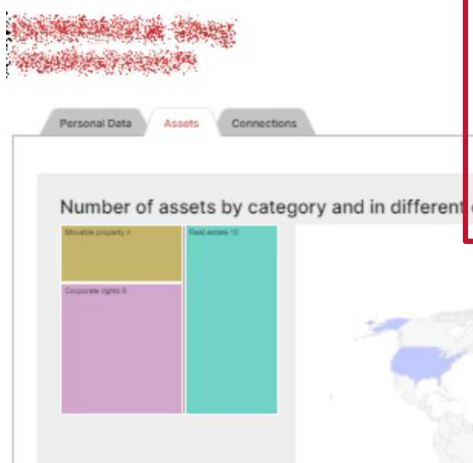 Personal Data Assets Connections
Number of assets by category and in different
Movable property 4
Real estate 10
Corporate rights 9